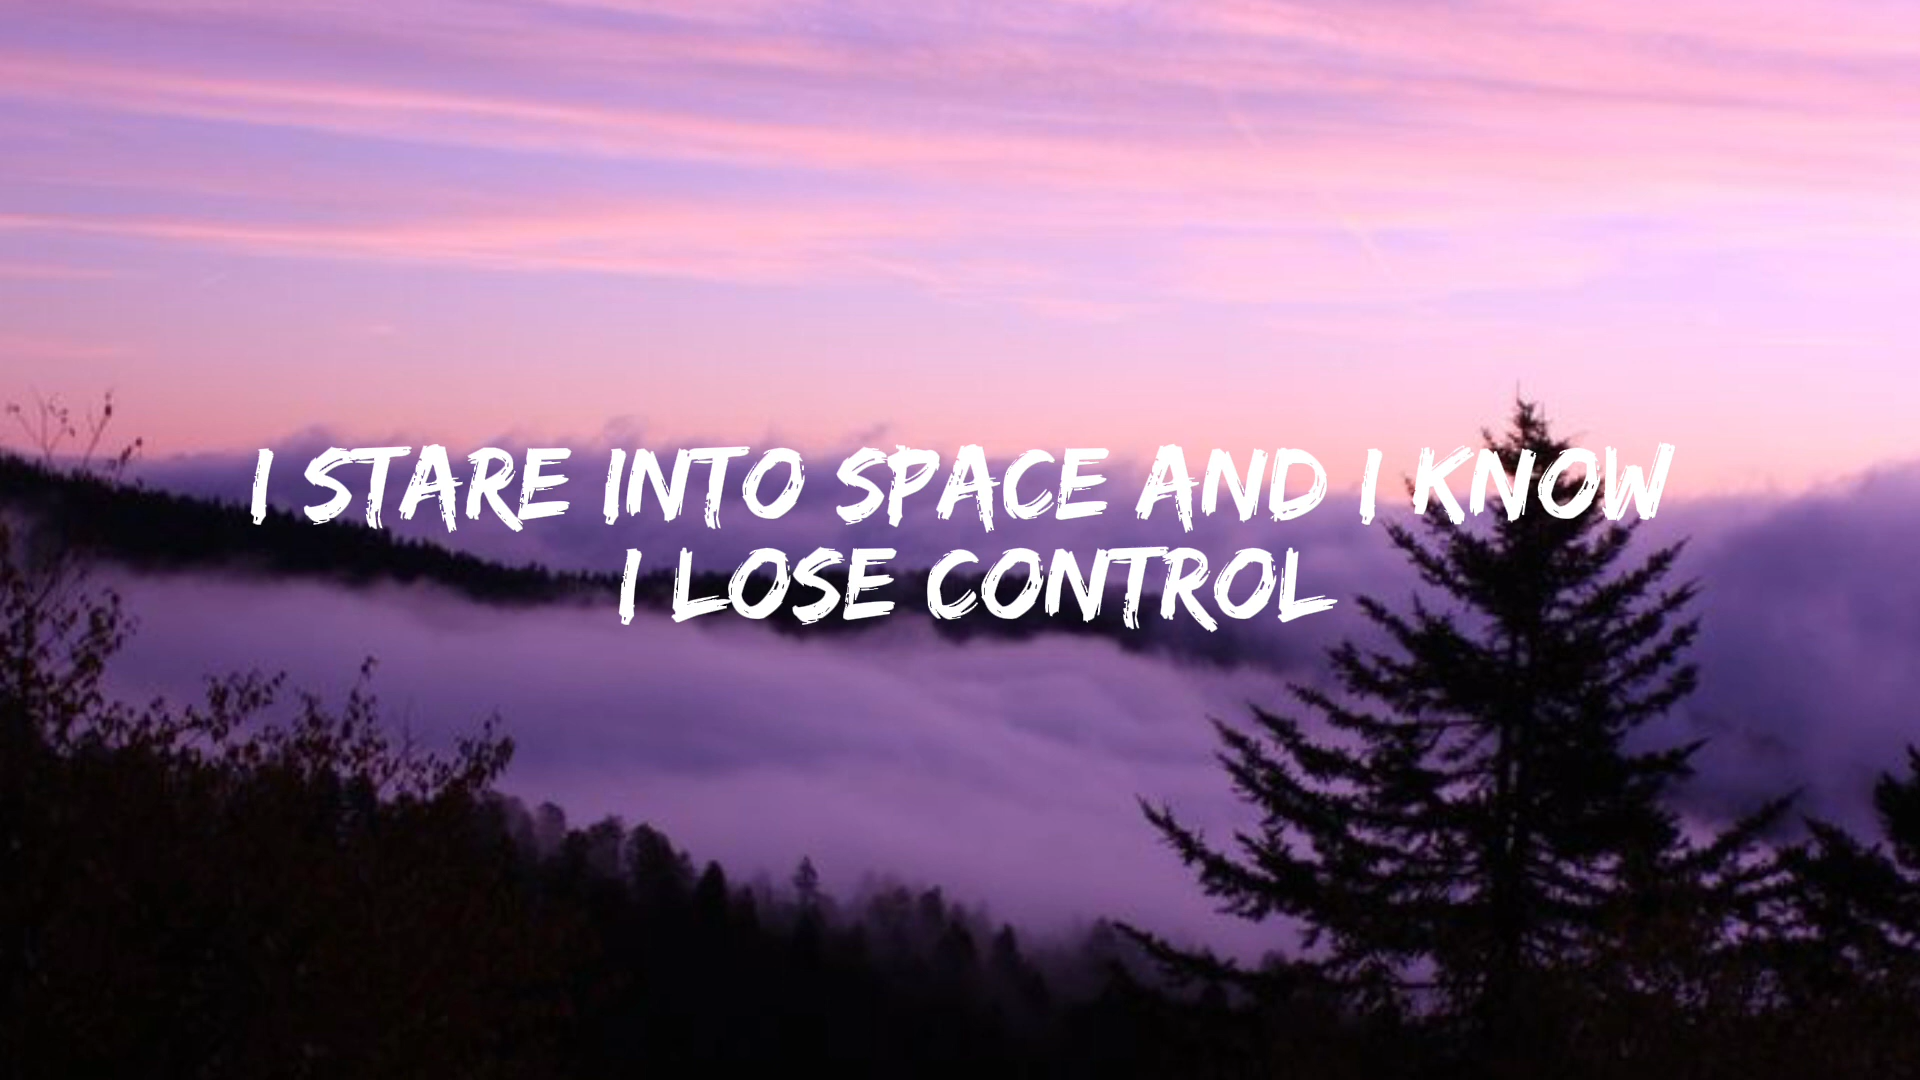 I STARE INTO SPACE AND I KNOW
I LOSE CONTROL